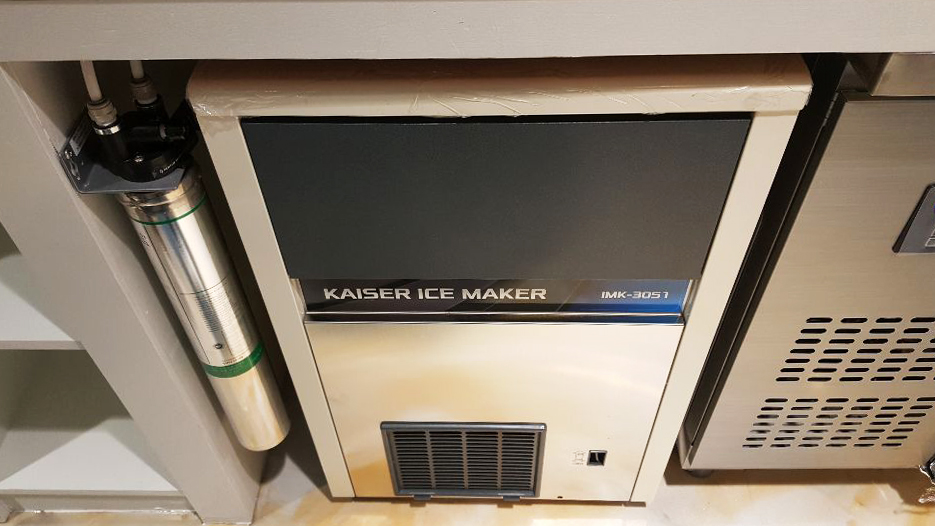 KAISER ICE MAKER IMK-3051